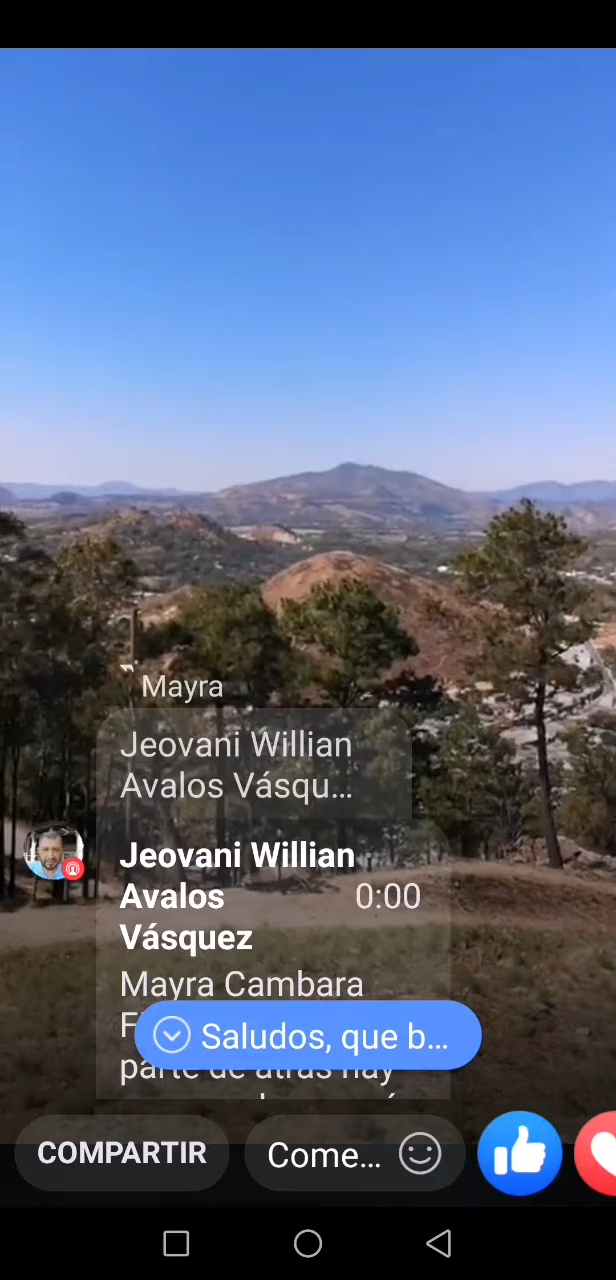 Mayra
Jeovani Willian
Avalos Vásqu...
Jeovani Willian
Avalos 0:00
Vásquez
Mayra Cambara
Saludos, que b...
parte de atrás hay
COMPARTIR
Come...